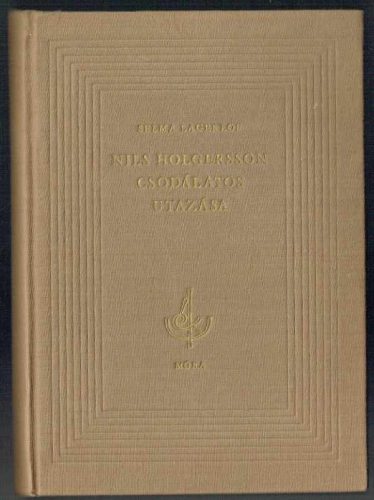 SELMA LAGERLÖF
NILS HOLGERSSON
CSODÁLATOS
UTAZÁSA
MÓRA